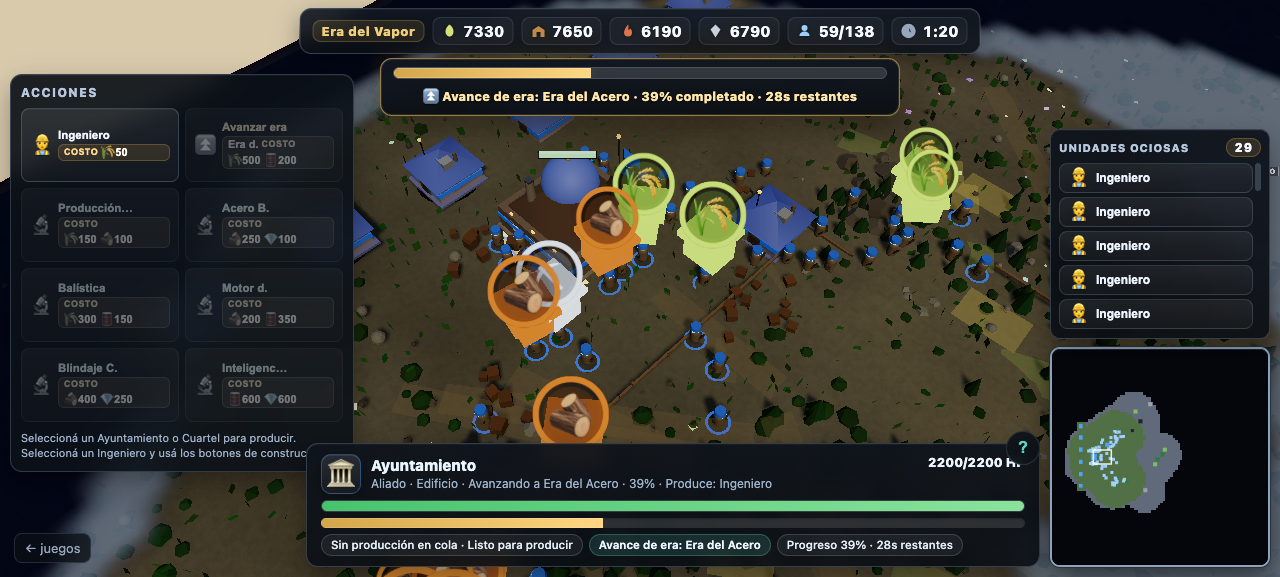 Era del Vapor 7330 7650 6190 6790 59/138 1:20
Avance de era: Era del Acero · 39% completado · 28s restantes
ACCIONES
Ingeniero
COSTO 50
Avanzar era
Era d. COSTO
500 200
Producción...
COSTO
150 100
Acero B.
COSTO
250 100
Balística
COSTO
300 150
Motor d.
COSTO
200 350
Blindaje C.
COSTO
400 250
Inteligenc...
COSTO
600 600
Seleccioná un Ayuntamiento o Cuartel para producir.
Seleccioná un Ingeniero y usá los botones de construc
UNIDADES OCIOSAS 29
Ingeniero
Ingeniero
Ingeniero
Ingeniero
Ingeniero
?
Ayuntamiento
2200/2200
Aliado · Edificio · Avanzando a Era del Acero · 39% · Produce: Ingeniero
Sin producción en cola · Listo para producir
Avance de era: Era del Acero
Progreso 39% · 28s restantes
← juegos